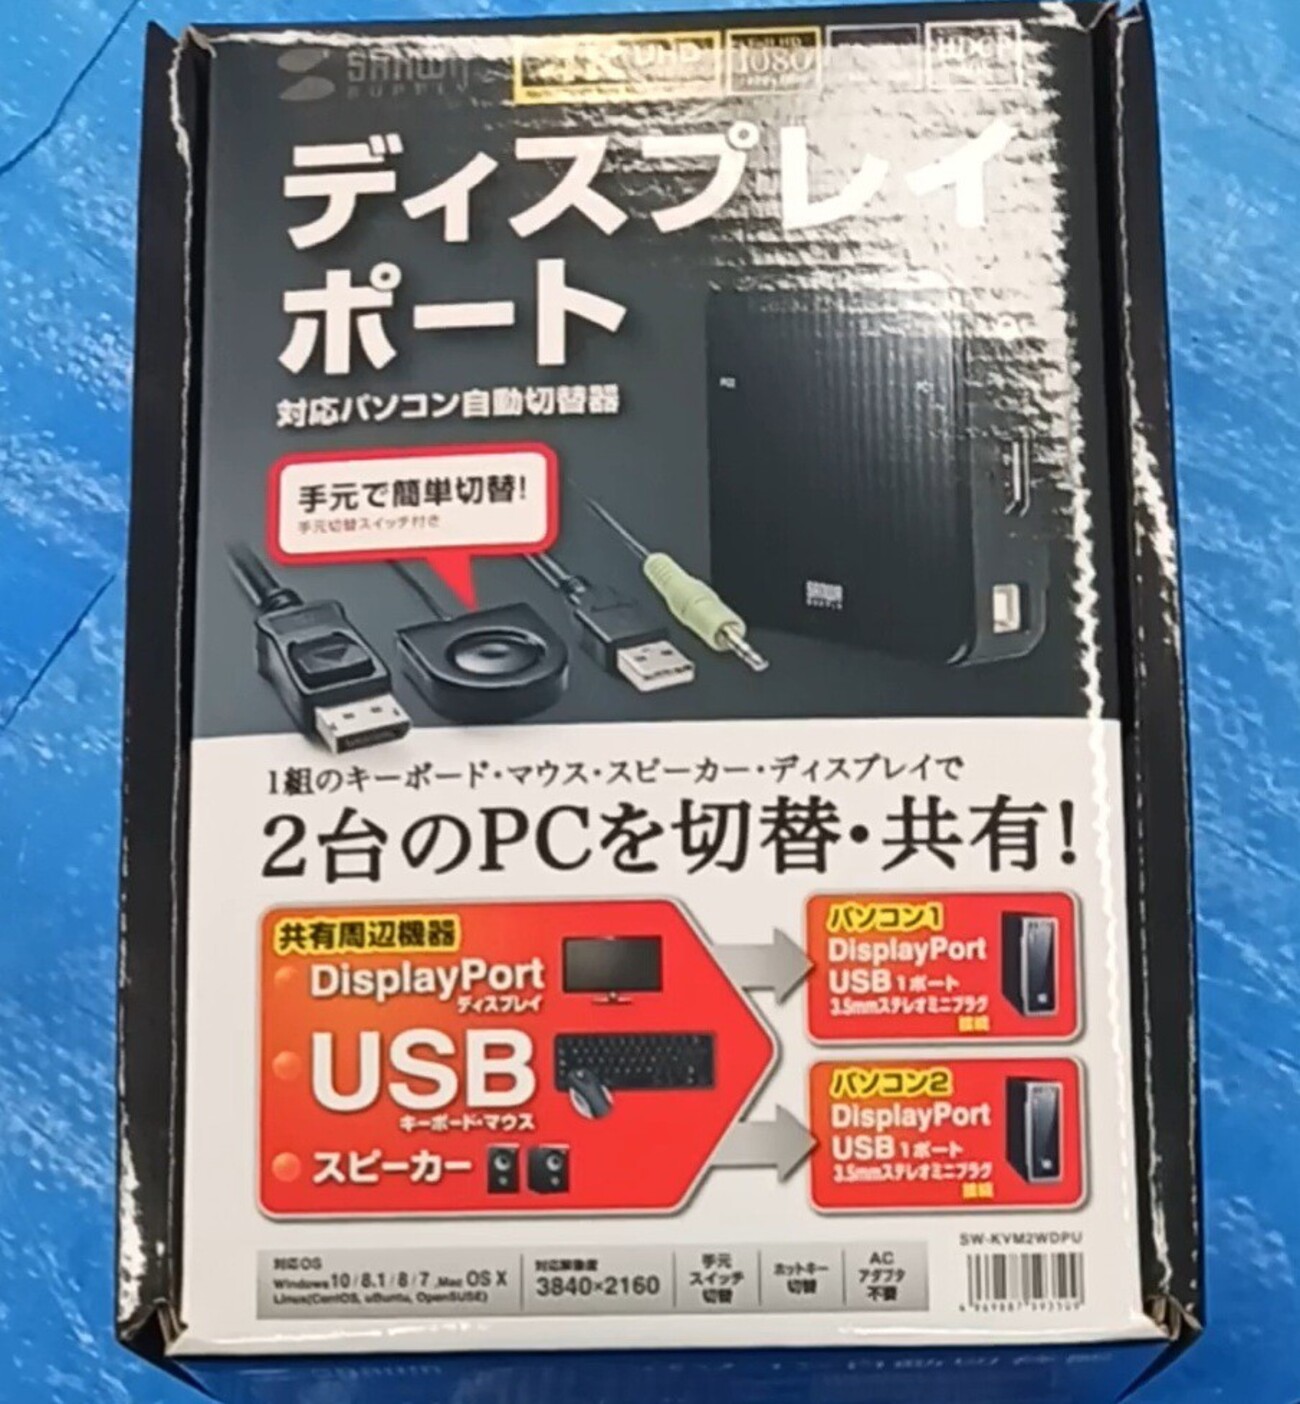 SANWA
SUPPLY
UHD
Full HD
1080
HDCP
ディスプレイ
ポート
対応パソコン自動切替器
手元で簡単切替!
手元切替スイッチ付き
PC2
PC1
SANWA
SUPPLY
1組のキーボード・マウス・スピーカー・ディスプレイで
2台のPCを切替・共有!
共有周辺機器
DisplayPort
ディスプレイ
USB
キーボード・マウス
スピーカー
パソコン1
DisplayPort
USB 1ポート
3.5mmステレオミニプラグ
接続
パソコン2
DisplayPort
USB 1ポート
3.5mmステレオミニプラグ
接続
対応OS
Windows 10 / 8.1 / 8 / 7 、Mac OS X
Linux(CentOS, uBuntu, OpenSUSE)
対応解像度
3840×2160
手元
スイッチ
切替
ホットキー
切替
AC
アダプタ
不要
SW-KVM2WDPU